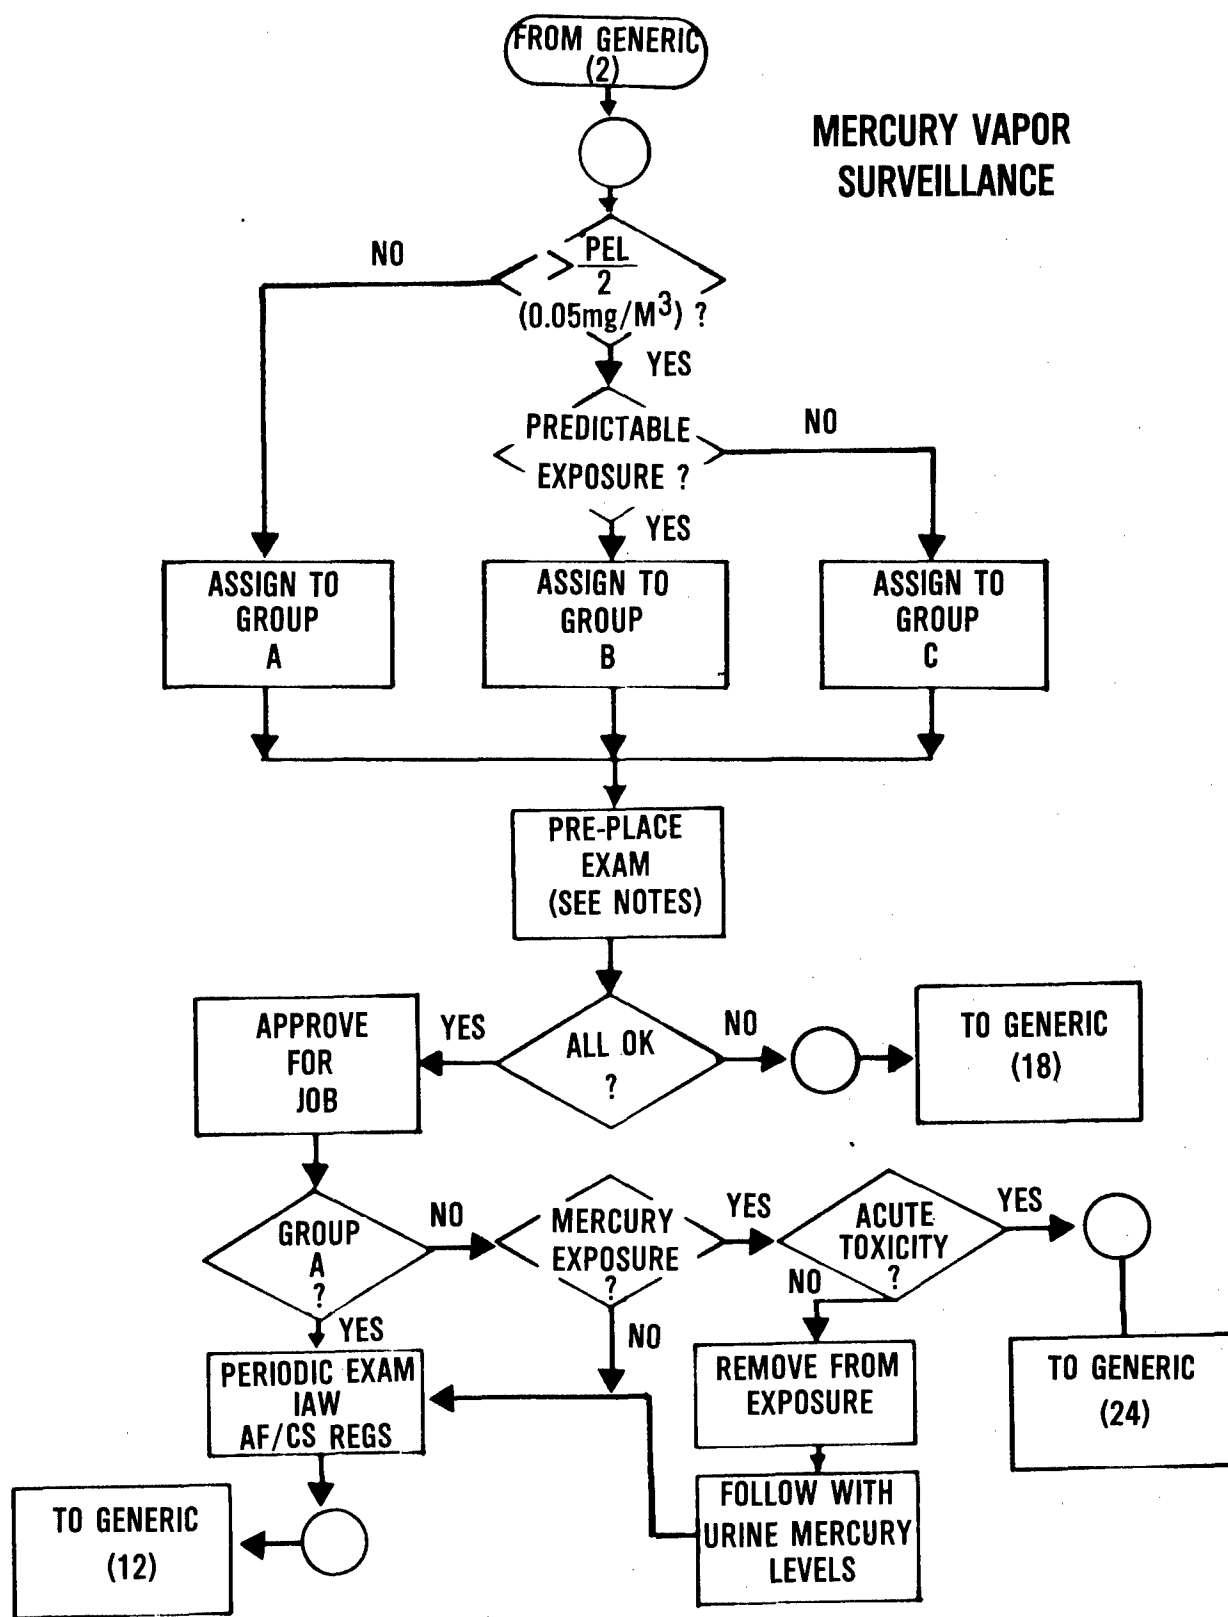 FROM GENERIC
(2)
MERCURY VAPOR
SURVEILLANCE
NO
> PEL
2
(0.05mg/M³) ?
YES
PREDICTABLE
EXPOSURE ?
NO
YES
ASSIGN TO
GROUP
A
ASSIGN TO
GROUP
B
ASSIGN TO
GROUP
C
PRE-PLACE
EXAM
(SEE NOTES)
APPROVE
FOR
JOB
YES
ALL OK
?
NO
TO GENERIC
(18)
GROUP
A
?
NO
MERCURY
EXPOSURE
?
YES
ACUTE
TOXICITY
?
YES
NO
YES
NO
PERIODIC EXAM
IAW
AF/CS REGS
REMOVE FROM
EXPOSURE
TO GENERIC
(24)
FOLLOW WITH
URINE MERCURY
LEVELS
TO GENERIC
(12)